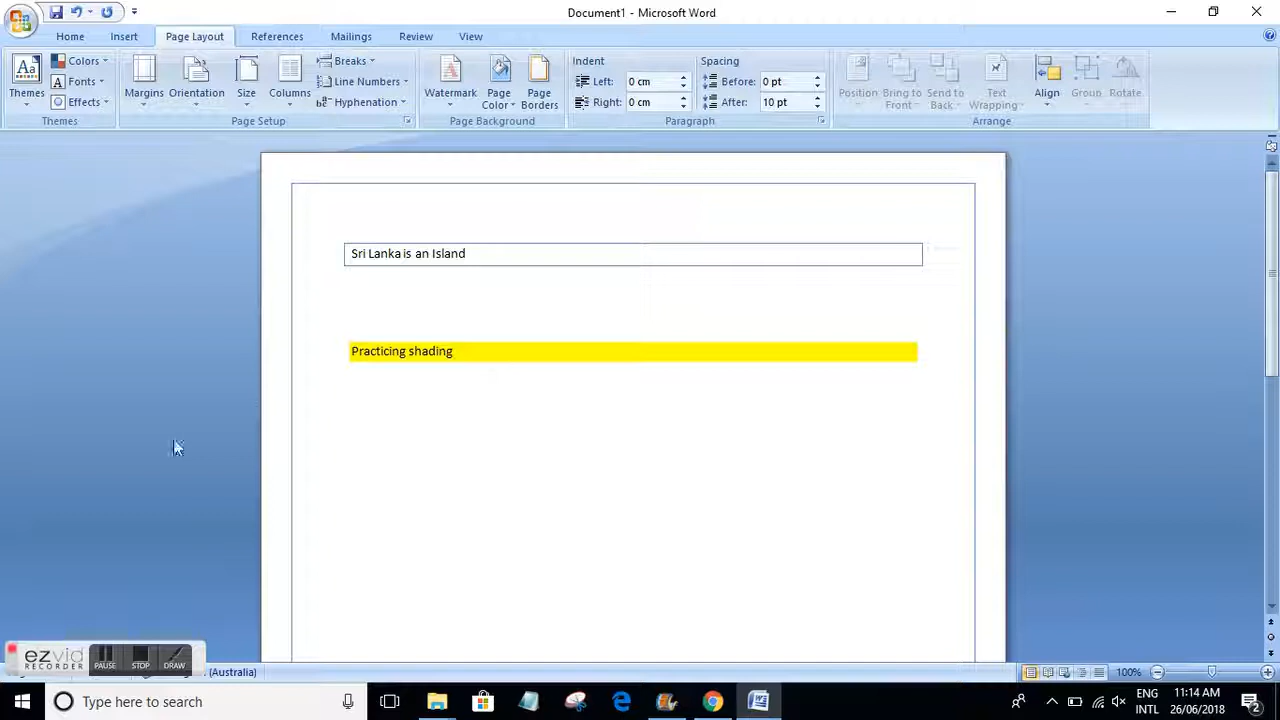 Document1 - Microsoft Word
Home Insert Page Layout References Mailings Review View
Themes
Colors
Fonts
Effects
Themes
Margins
Orientation
Size
Columns
Breaks
Line Numbers
Hyphenation
Page Setup
Watermark
Page Color
Page Borders
Page Background
Indent
Left: 0 cm
Right: 0 cm
Spacing
Before: 0 pt
After: 10 pt
Paragraph
Position
Bring to Front
Send to Back
Text Wrapping
Align
Group
Rotate
Arrange
Sri Lanka is an Island
Practicing shading
ezvid
RECORDER
PAUSE STOP DRAW
(Australia)
100%
Type here to search
ENG
INTL
11:14 AM
26/06/2018
2